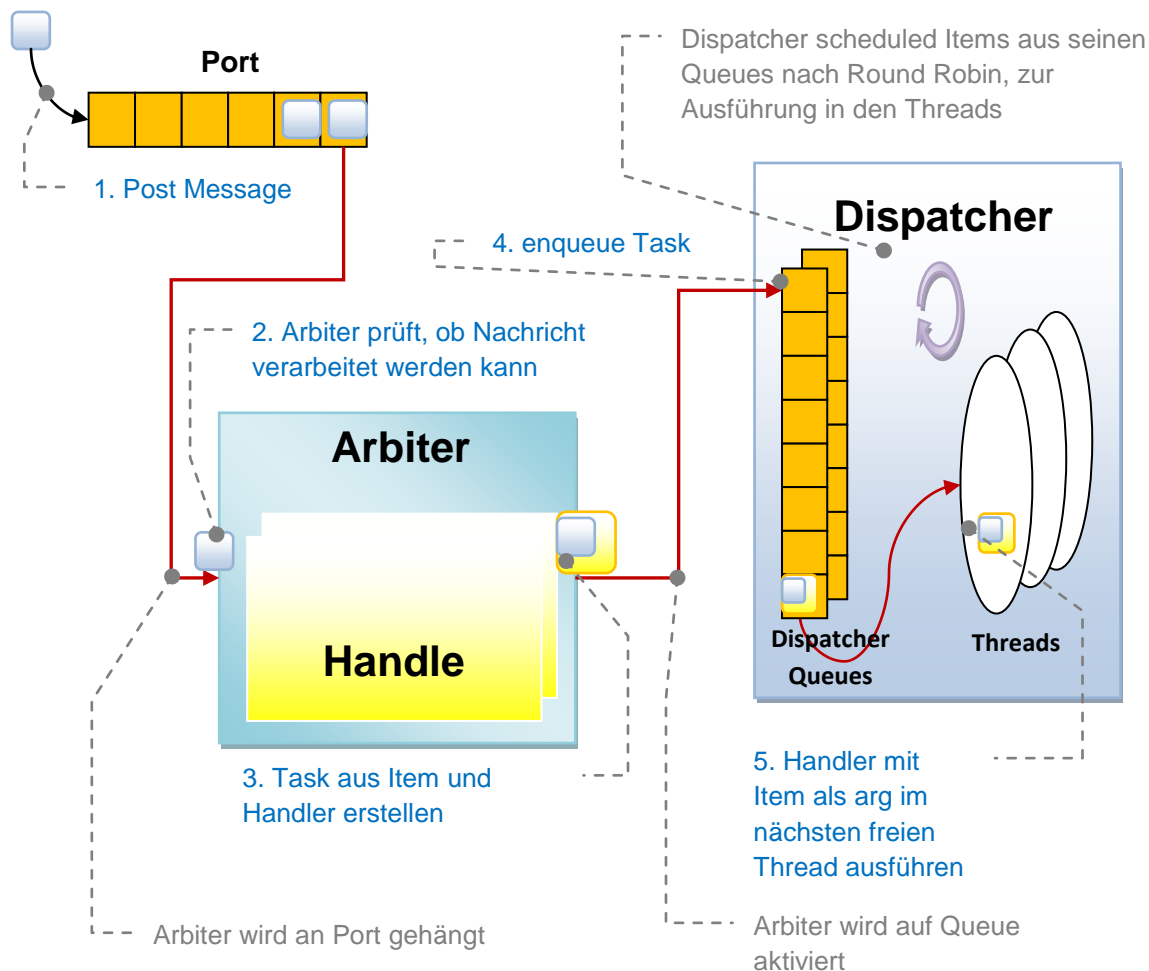 Port
1. Post Message
Dispatcher scheduled Items aus seinen
Queues nach Round Robin, zur
Ausführung in den Threads
4. enqueue Task
Dispatcher
2. Arbiter prüft, ob Nachricht
verarbeitet werden kann
Arbiter
Handle
Dispatcher
Queues
Threads
3. Task aus Item und
Handler erstellen
5. Handler mit
Item als arg im
nächsten freien
Thread ausführen
Arbiter wird an Port gehängt
Arbiter wird auf Queue
aktiviert